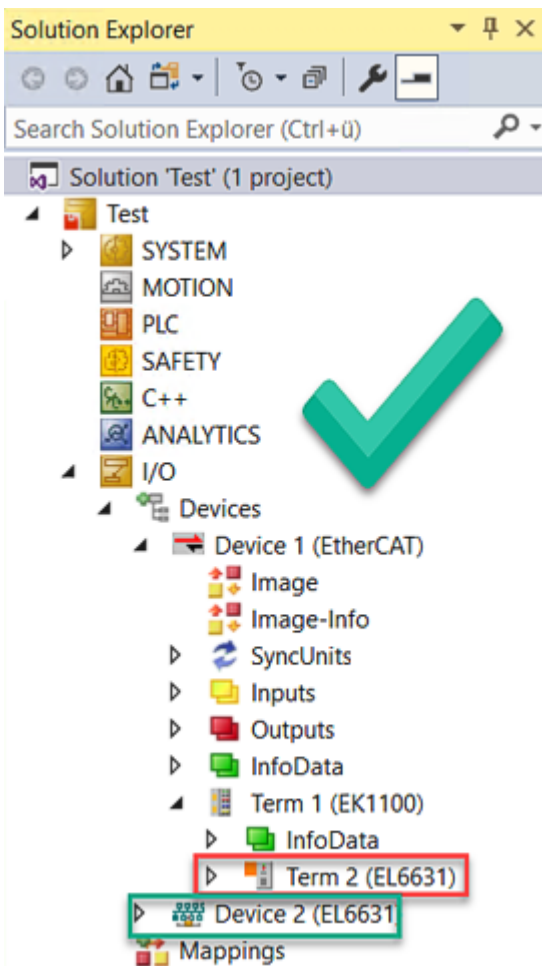 Solution Explorer
Search Solution Explorer (Ctrl+ü)
Solution 'Test' (1 project)
Test
SYSTEM
MOTION
PLC
SAFETY
C++
ANALYTICS
I/O
Devices
Device 1 (EtherCAT)
Image
Image-Info
SyncUnits
Inputs
Outputs
InfoData
Term 1 (EK1100)
InfoData
Term 2 (EL6631)
Device 2 (EL6631
Mappings